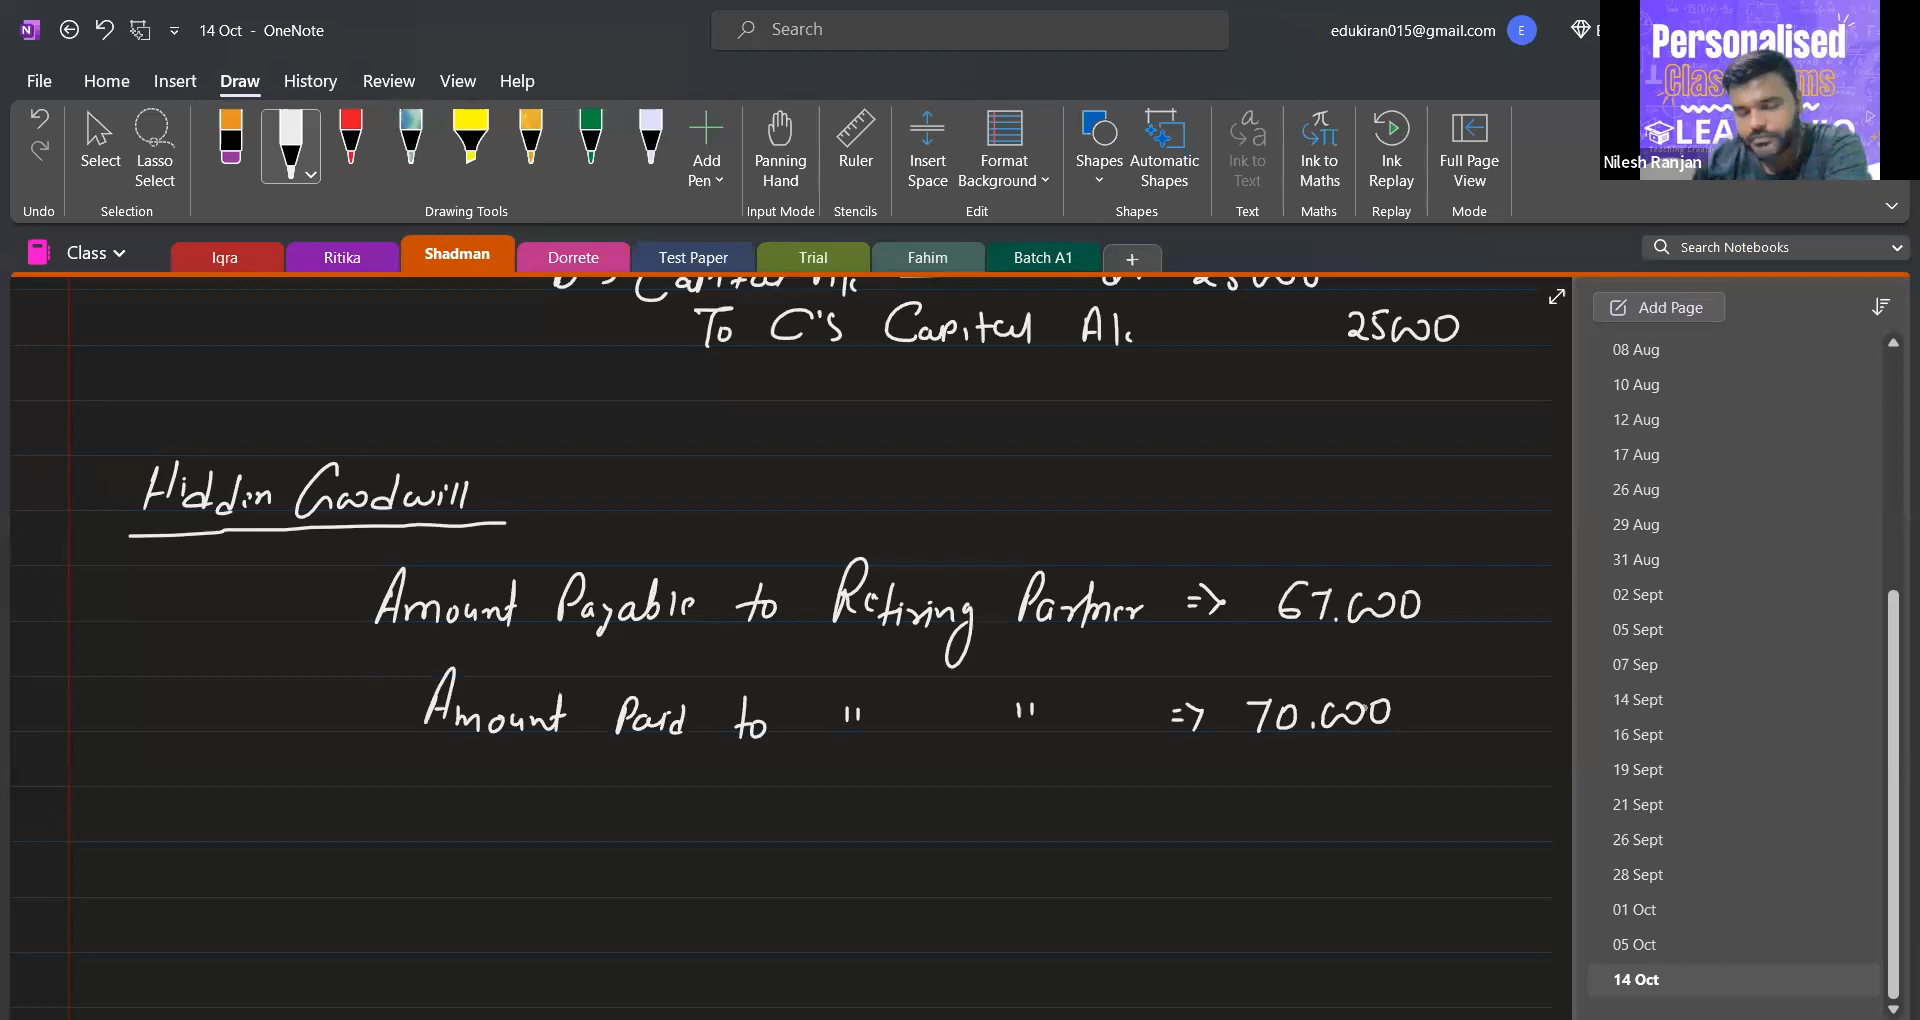 14 Oct - OneNote
Search
edukiran015@gmail.com
E
Personalised
Nilesh Ranjan
File Home Insert Draw History Review View Help
Undo
Select
Lasso Select
Selection
Drawing Tools
Add Pen
Panning Hand
Input Mode
Ruler
Stencils
Insert Space
Format Background
Edit
Shapes
Automatic Shapes
Shapes
Ink to Text
Text
Ink to Maths
Maths
Ink Replay
Replay
Full Page View
Mode
Class
Iqra Ritika Shadman Dorrete Test Paper Trial Fahim Batch A1 +
Search Notebooks
Add Page
To C's Capital A/c 25000
Hidden Goodwill
Amount Payable to Retiring Partner => 67.000
Amount Paid to " " => 70.000
08 Aug
10 Aug
12 Aug
17 Aug
26 Aug
29 Aug
31 Aug
02 Sept
05 Sept
07 Sep
14 Sept
16 Sept
19 Sept
21 Sept
26 Sept
28 Sept
01 Oct
05 Oct
14 Oct